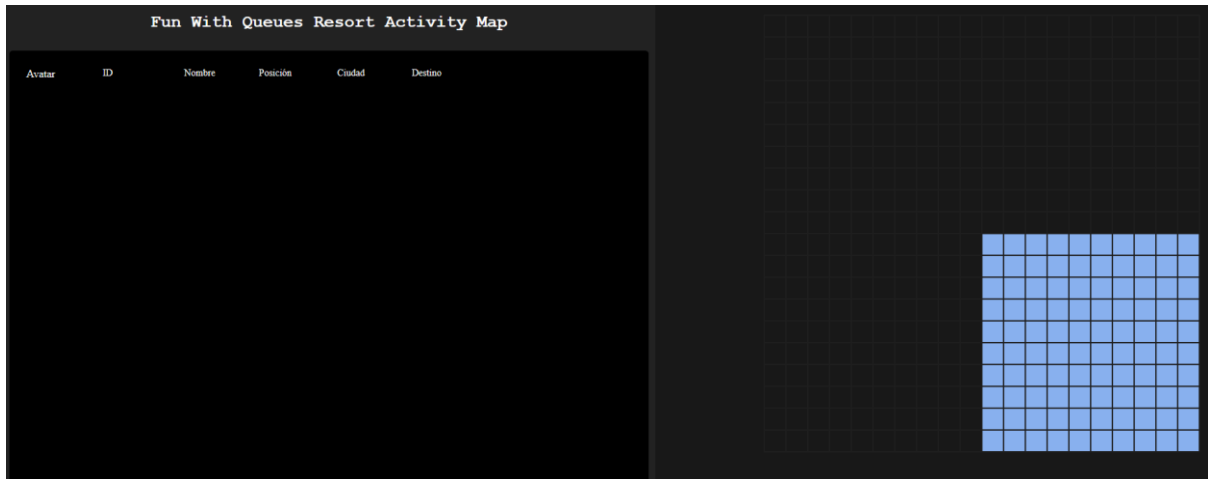 Fun With Queues Resort Activity Map
Avatar ID Nombre Posición Ciudad Destino